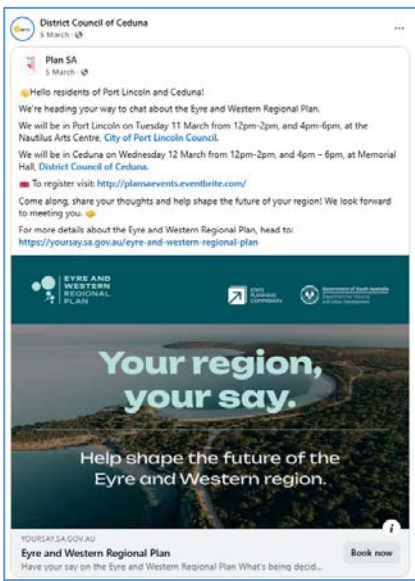 District Council of Ceduna
5 March ·
Plan SA
5 March ·
👋Hello residents of Port Lincoln and Ceduna!
We're heading your way to chat about the Eyre and Western Regional Plan.
We will be in Port Lincoln on Tuesday 11 March from 12pm-2pm, and 4pm-6pm, at the
Nautilus Arts Centre, City of Port Lincoln Council.
We will be in Ceduna on Wednesday 12 March from 12pm-2pm, and 4pm – 6pm, at Memorial
Hall, District Council of Ceduna.
🎟️ To register visit: http://plansaevents.eventbrite.com/
Come along, share your thoughts and help shape the future of your region! We look forward
to meeting you. 🤝
For more details about the Eyre and Western Regional Plan, head to:
https://yoursay.sa.gov.au/eyre-and-western-regional-plan
EYRE AND
WESTERN
REGIONAL
PLAN
STATE
PLANNING
COMMISSION
Government of South Australia
Department for Housing
and Urban Development
Your region,
your say.
Help shape the future of the
Eyre and Western region.
YOURSAY.SA.GOV.AU
Eyre and Western Regional Plan
Have your say on the Eyre and Western Regional Plan What's being decid...
Book now